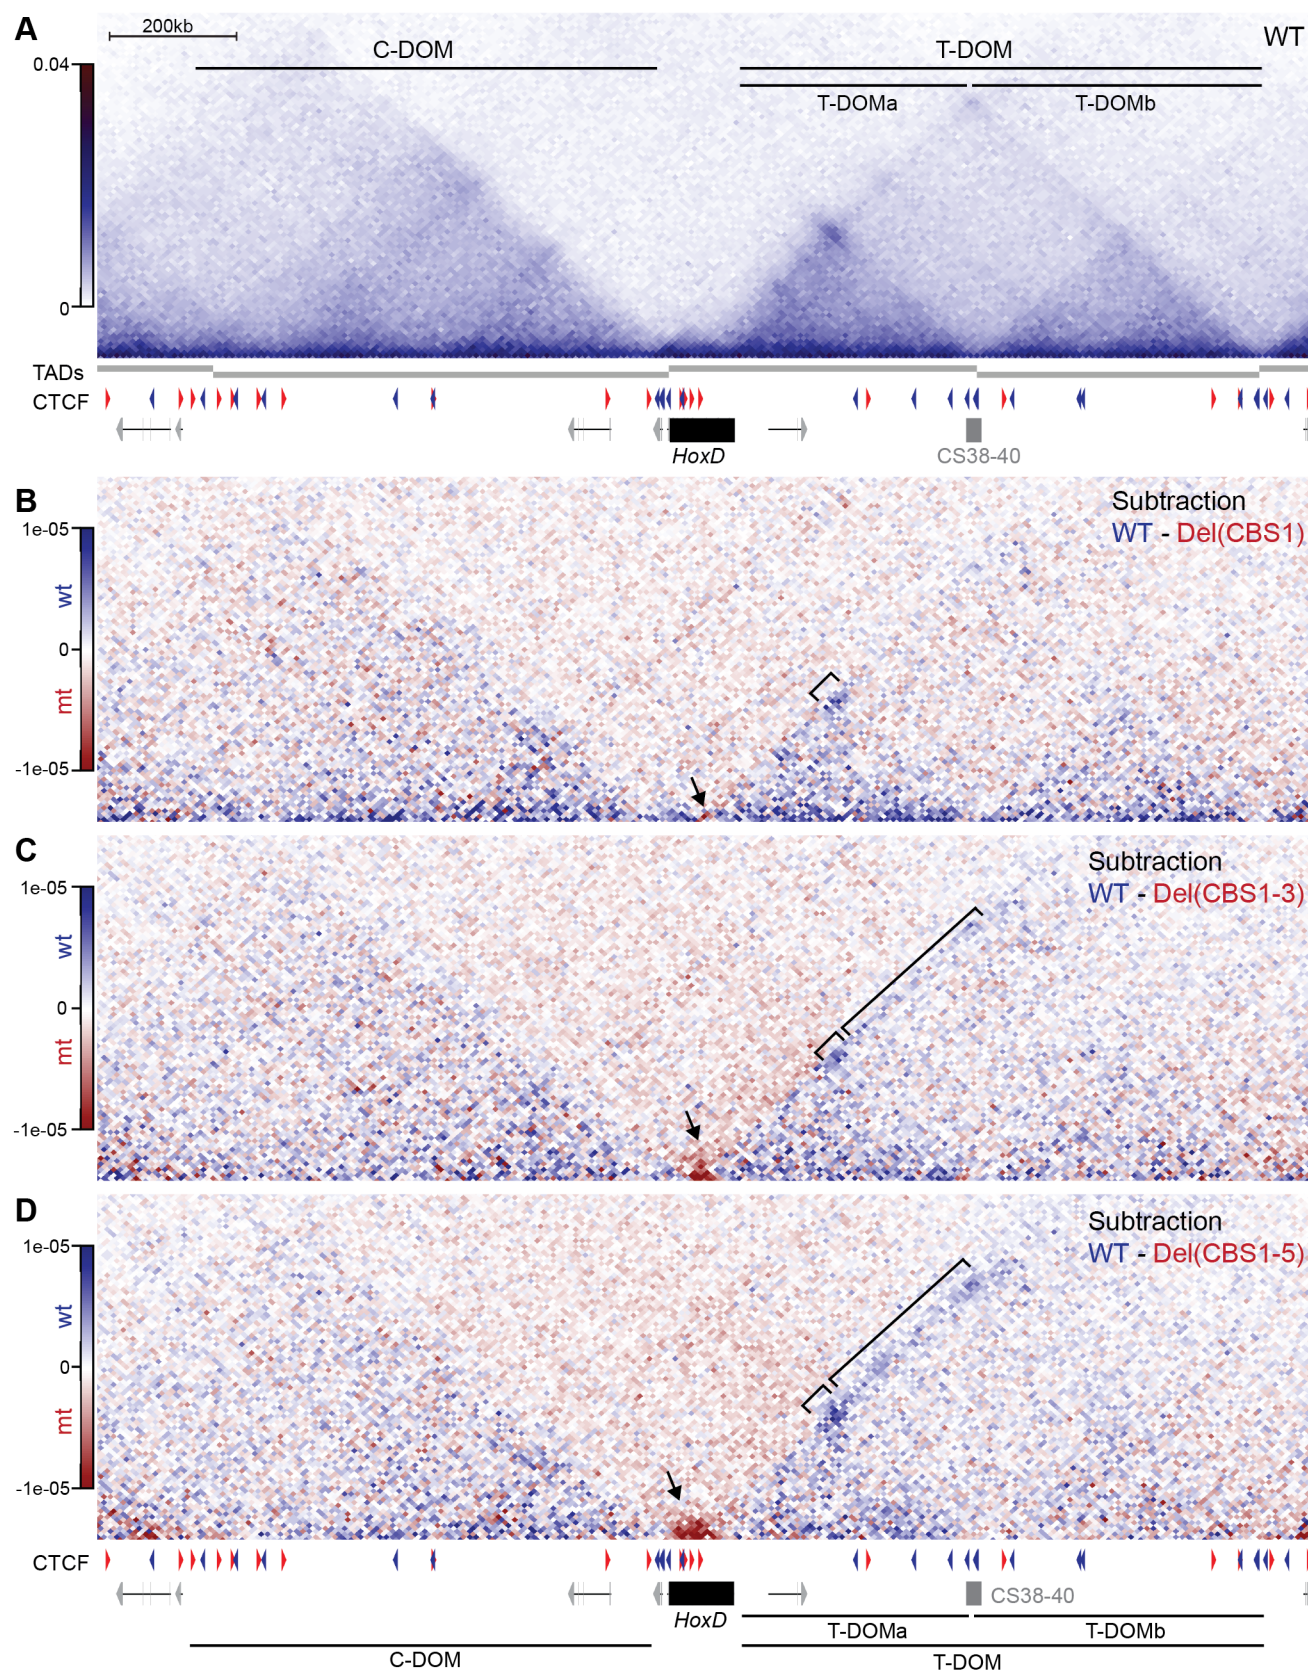 A
200kb
C-DOM
T-DOM
WT
0.04
T-DOMa
T-DOMb
0
TADs
CTCF
HoxD
CS38-40
B
Subtraction
WT - Del(CBS1)
1e-05
wt
0
mt
-1e-05
C
Subtraction
WT - Del(CBS1-3)
1e-05
wt
0
mt
-1e-05
D
Subtraction
WT - Del(CBS1-5)
1e-05
wt
0
mt
-1e-05
CTCF
CS38-40
HoxD
T-DOMa
T-DOMb
C-DOM
T-DOM